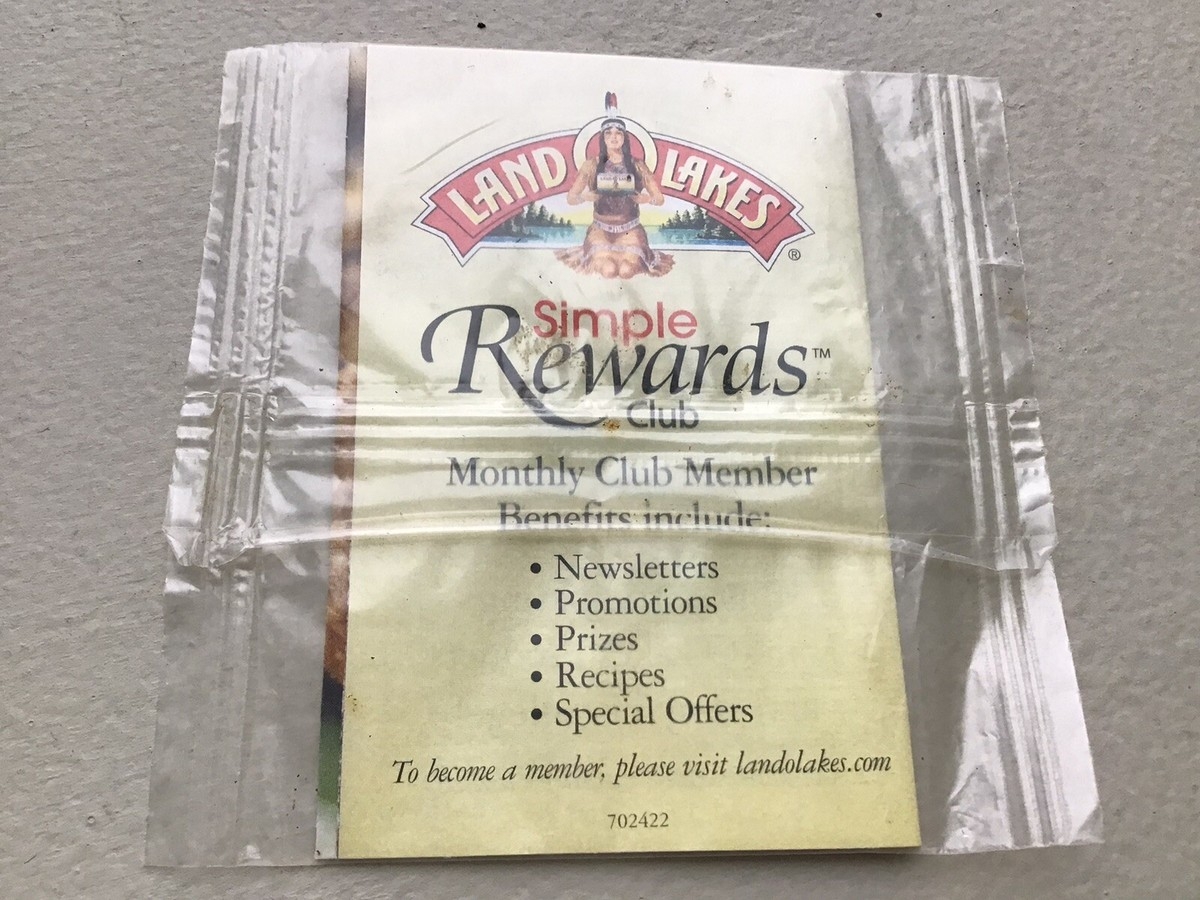 LAND O LAKES
®
Simple
Rewards™
Club
Monthly Club Member
Benefits include:
• Newsletters
• Promotions
• Prizes
• Recipes
• Special Offers
To become a member, please visit landolakes.com
702422